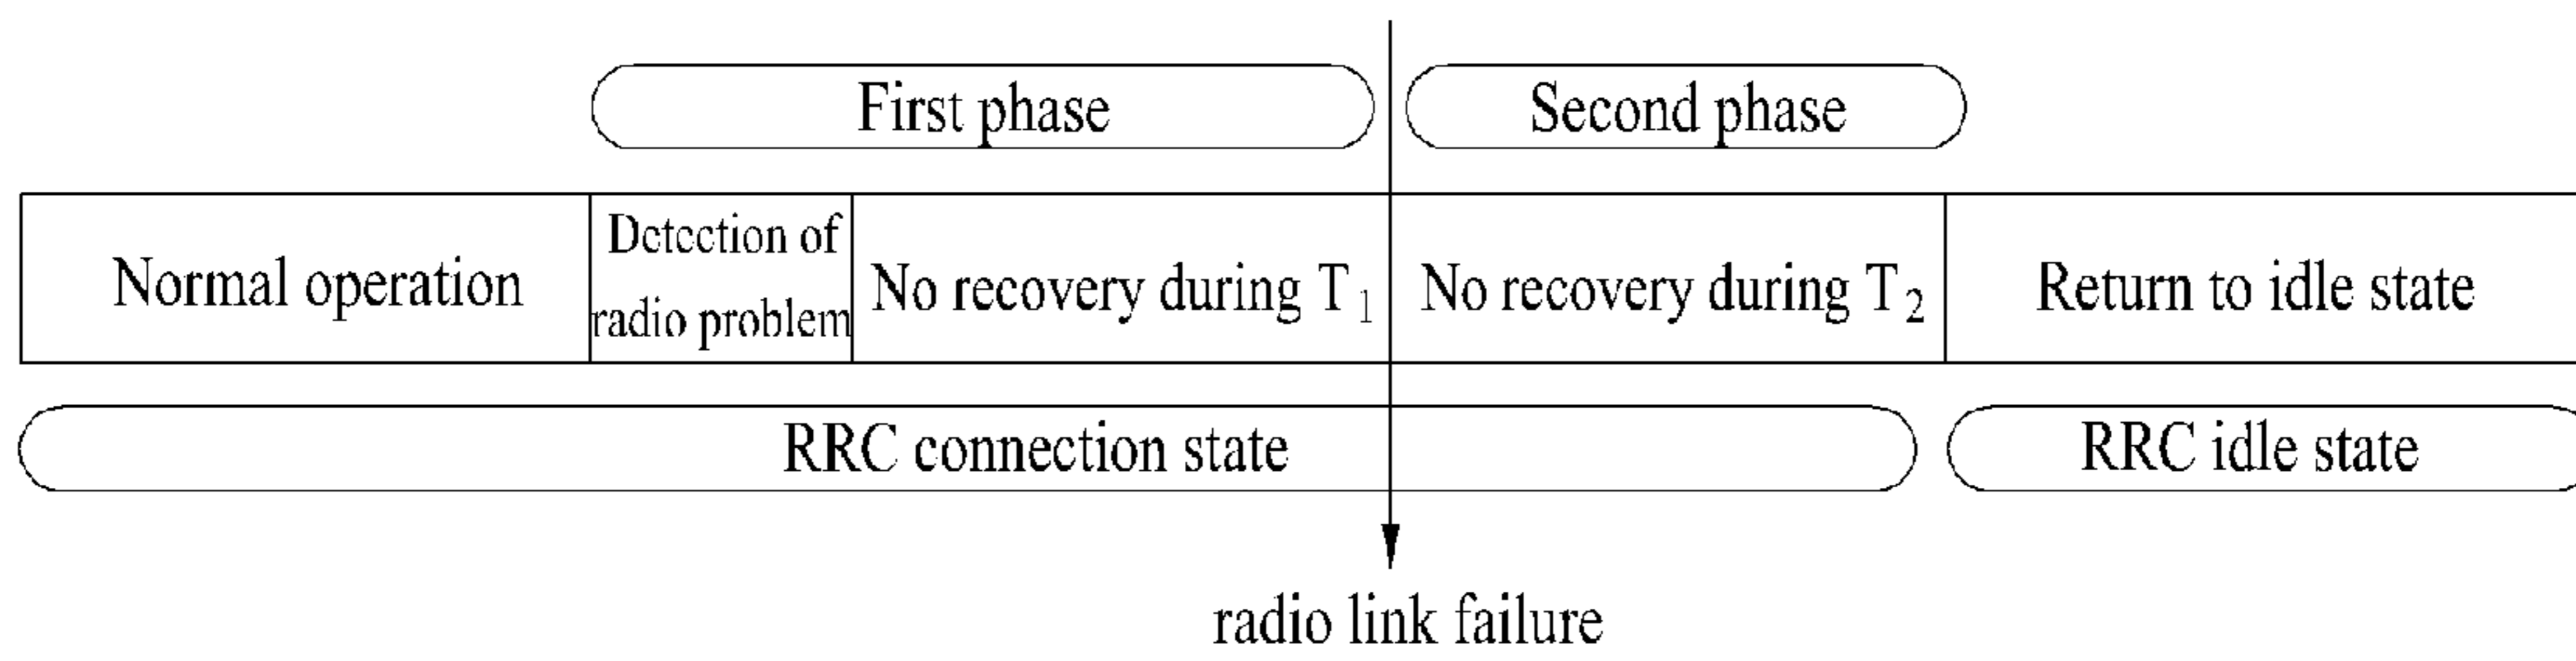 First phase
Second phase
Normal operation
Detection of
radio problem
No recovery during T1
No recovery during T2
Return to idle state
RRC connection state
RRC idle state
radio link failure